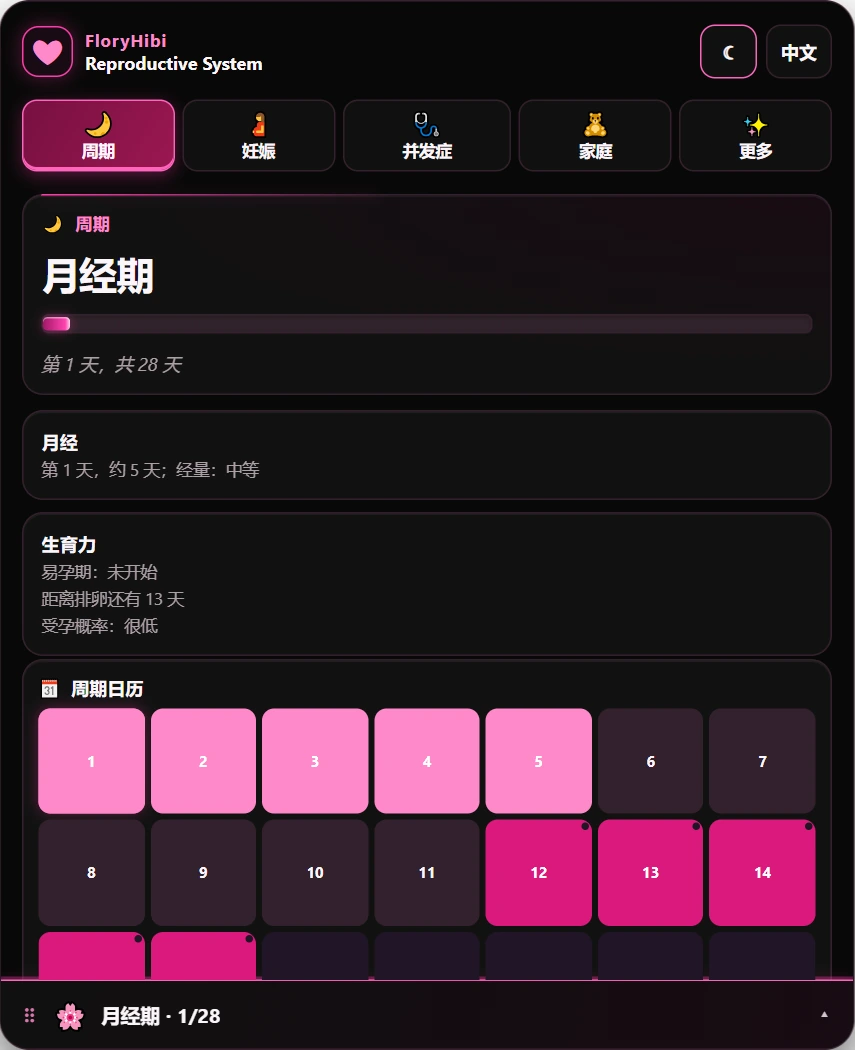 FloryHibi
Reproductive System
中文
周期
妊娠
并发症
家庭
更多
周期
月经期
第 1 天，共 28 天
月经
第 1 天，约 5 天；经量：中等
生育力
易孕期：未开始
距离排卵还有 13 天
受孕概率：很低
31 周期日历
1 2 3 4 5 6 7
8 9 10 11 12 13 14
月经期 · 1/28